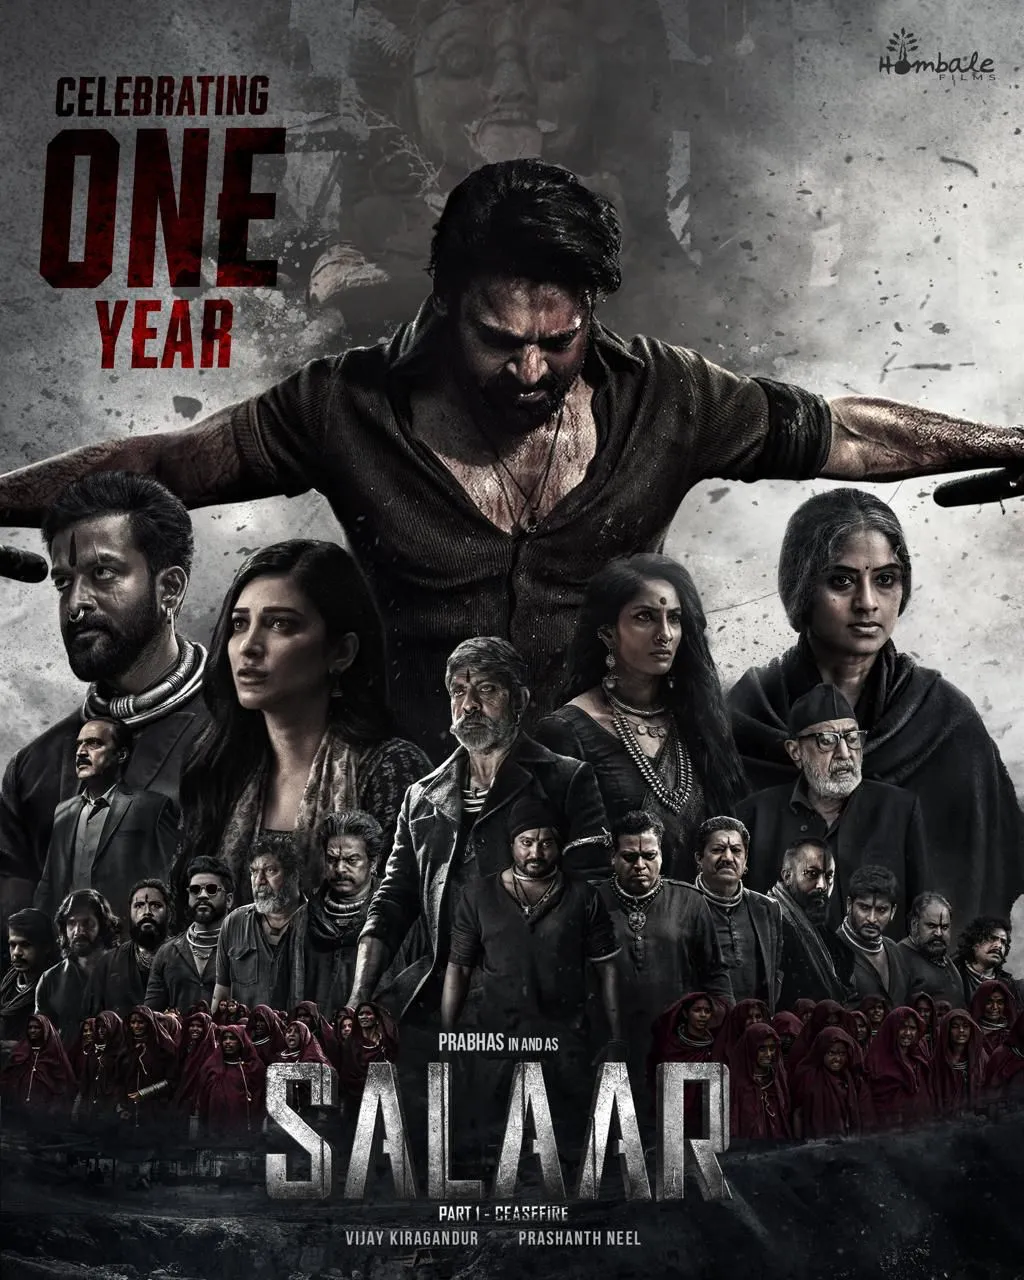 Hombale
FILMS
CELEBRATING
ONE
YEAR
PRABHAS IN AND AS
SALAAR
PART 1 - CEASEFIRE
VIJAY KIRAGANDUR PRASHANTH NEEL